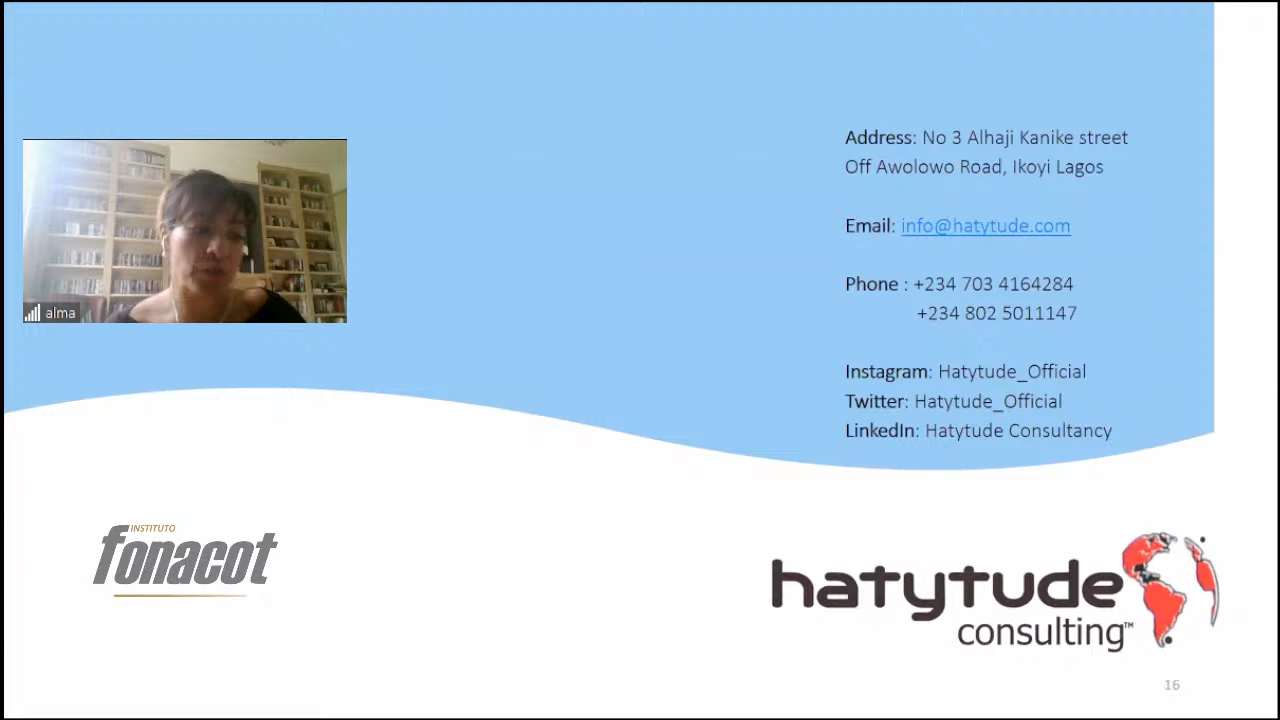 Address: No 3 Alhaji Kanike street
Off Awolowo Road, Ikoyi Lagos
Email: info@hatytude.com
Phone : +234 703 4164284
+234 802 5011147
Instagram: Hatytude_Official
Twitter: Hatytude_Official
LinkedIn: Hatytude Consultancy
alma
INSTITUTO
fonacot
hatytude
consulting™
16